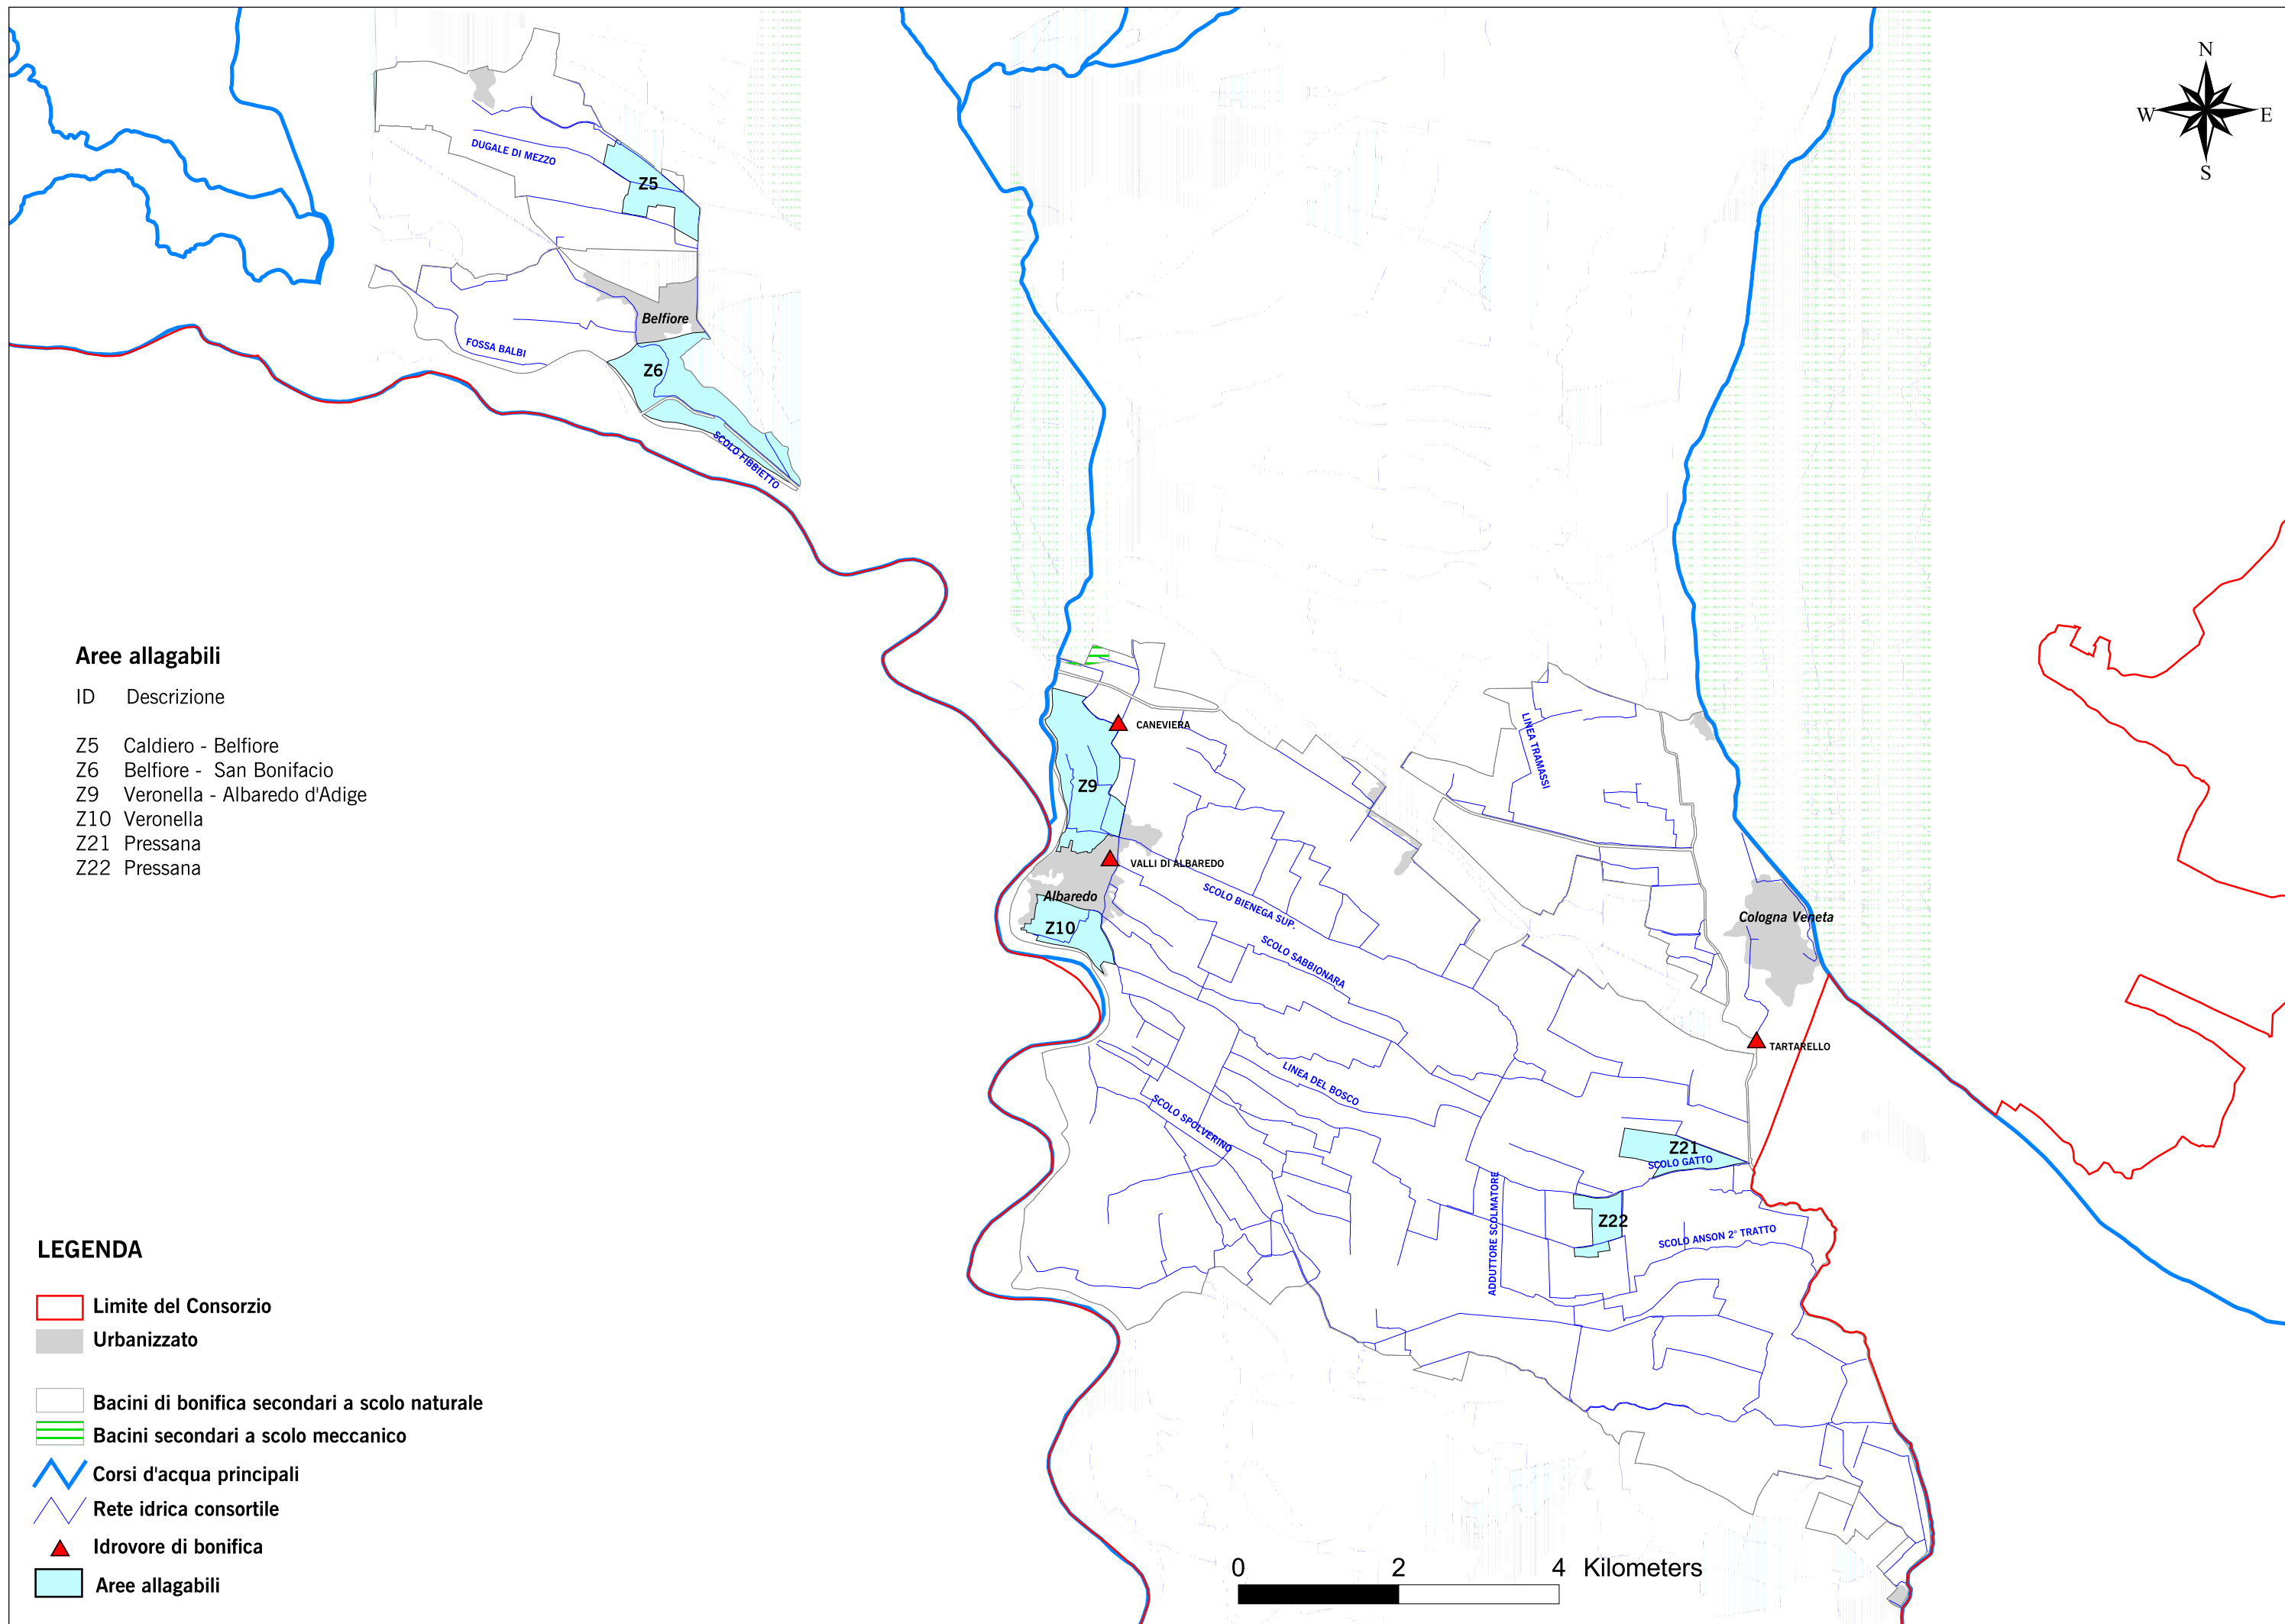 N
W E
S
DUGALE DI MEZZO
Z5
Belfiore
FOSSA BALBI
Z6
SCOLO FIBBIETTO
Aree allagabili
ID Descrizione
Z5 Caldiero - Belfiore
Z6 Belfiore - San Bonifacio
Z9 Veronella - Albaredo d'Adige
Z10 Veronella
Z21 Pressana
Z22 Pressana
CANEVIERA
LINEA TRAMASSI
Z9
VALLI DI ALBAREDO
Albaredo
SCOLO BIENEGA SUP.
Cologna Veneta
Z10
SCOLO SABBIONARA
TARTARELLO
LINEA DEL BOSCO
SCOLO SPOLVERINO
Z21
SCOLO GATTO
ADDUTTORE SCOLMATORE
Z22
SCOLO ANSON 2° TRATTO
LEGENDA
Limite del Consorzio
Urbanizzato
Bacini di bonifica secondari a scolo naturale
Bacini secondari a scolo meccanico
Corsi d'acqua principali
Rete idrica consortile
Idrovore di bonifica
Aree allagabili
0 2 4 Kilometers